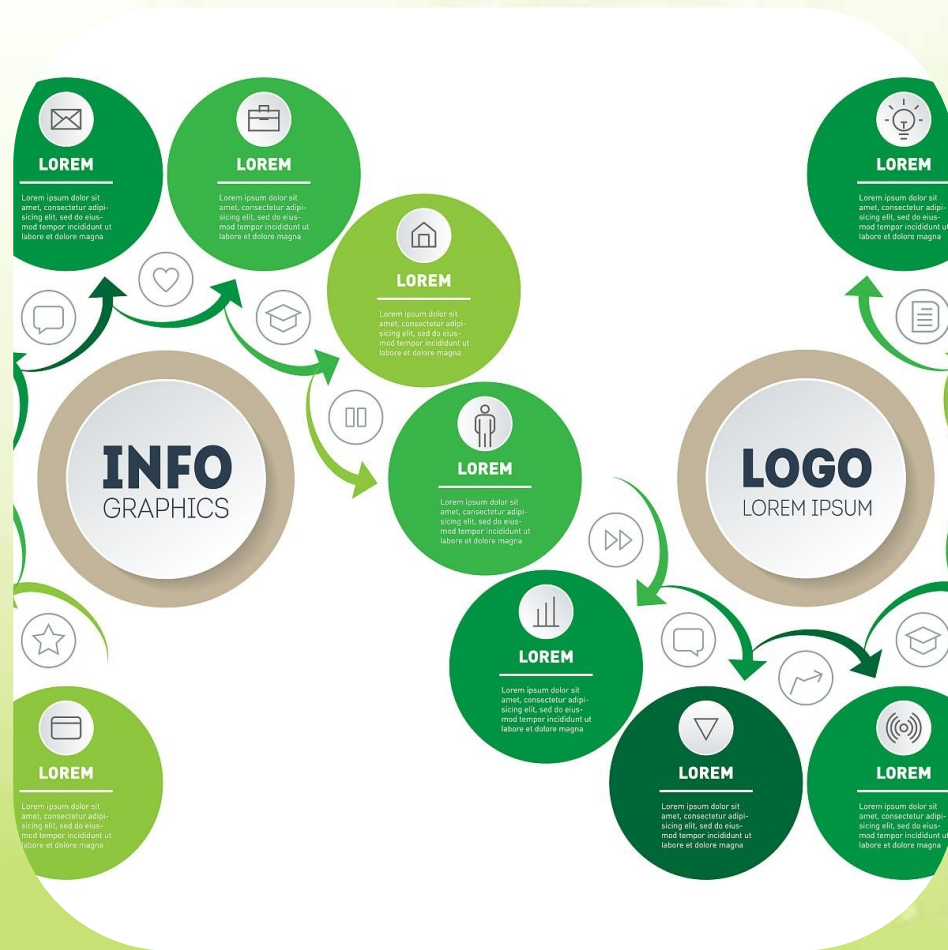 LOREM
Lorem ipsum dolor sit
amet, consectetur adipi-
sicing elit, sed do eius-
mod tempor incididunt ut
labore et dolore magna
LOREM
Lorem ipsum dolor sit
amet, consectetur adipi-
sicing elit, sed do eius-
mod tempor incididunt ut
labore et dolore magna
LOREM
Lorem ipsum dolor sit
amet, consectetur adipi-
sicing elit, sed do eius-
mod tempor incididunt ut
labore et dolore magna
LOREM
Lorem ipsum dolor sit
amet, consectetur adipi-
sicing elit, sed do eius-
mod tempor incididunt ut
labore et dolore magna
INFO
GRAPHICS
LOREM
Lorem ipsum dolor sit
amet, consectetur adipi-
sicing elit, sed do eius-
mod tempor incididunt ut
labore et dolore magna
LOGO
LOREM IPSUM
LOREM
Lorem ipsum dolor sit
amet, consectetur adipi-
sicing elit, sed do eius-
mod tempor incididunt ut
labore et dolore magna
LOREM
Lorem ipsum dolor sit
amet, consectetur adipi-
sicing elit, sed do eius-
mod tempor incididunt ut
labore et dolore magna
LOREM
Lorem ipsum dolor sit
amet, consectetur adipi-
sicing elit, sed do eius-
mod tempor incididunt ut
labore et dolore magna
LOREM
Lorem ipsum dolor sit
amet, consectetur adipi-
sicing elit, sed do eius-
mod tempor incididunt ut
labore et dolore magna